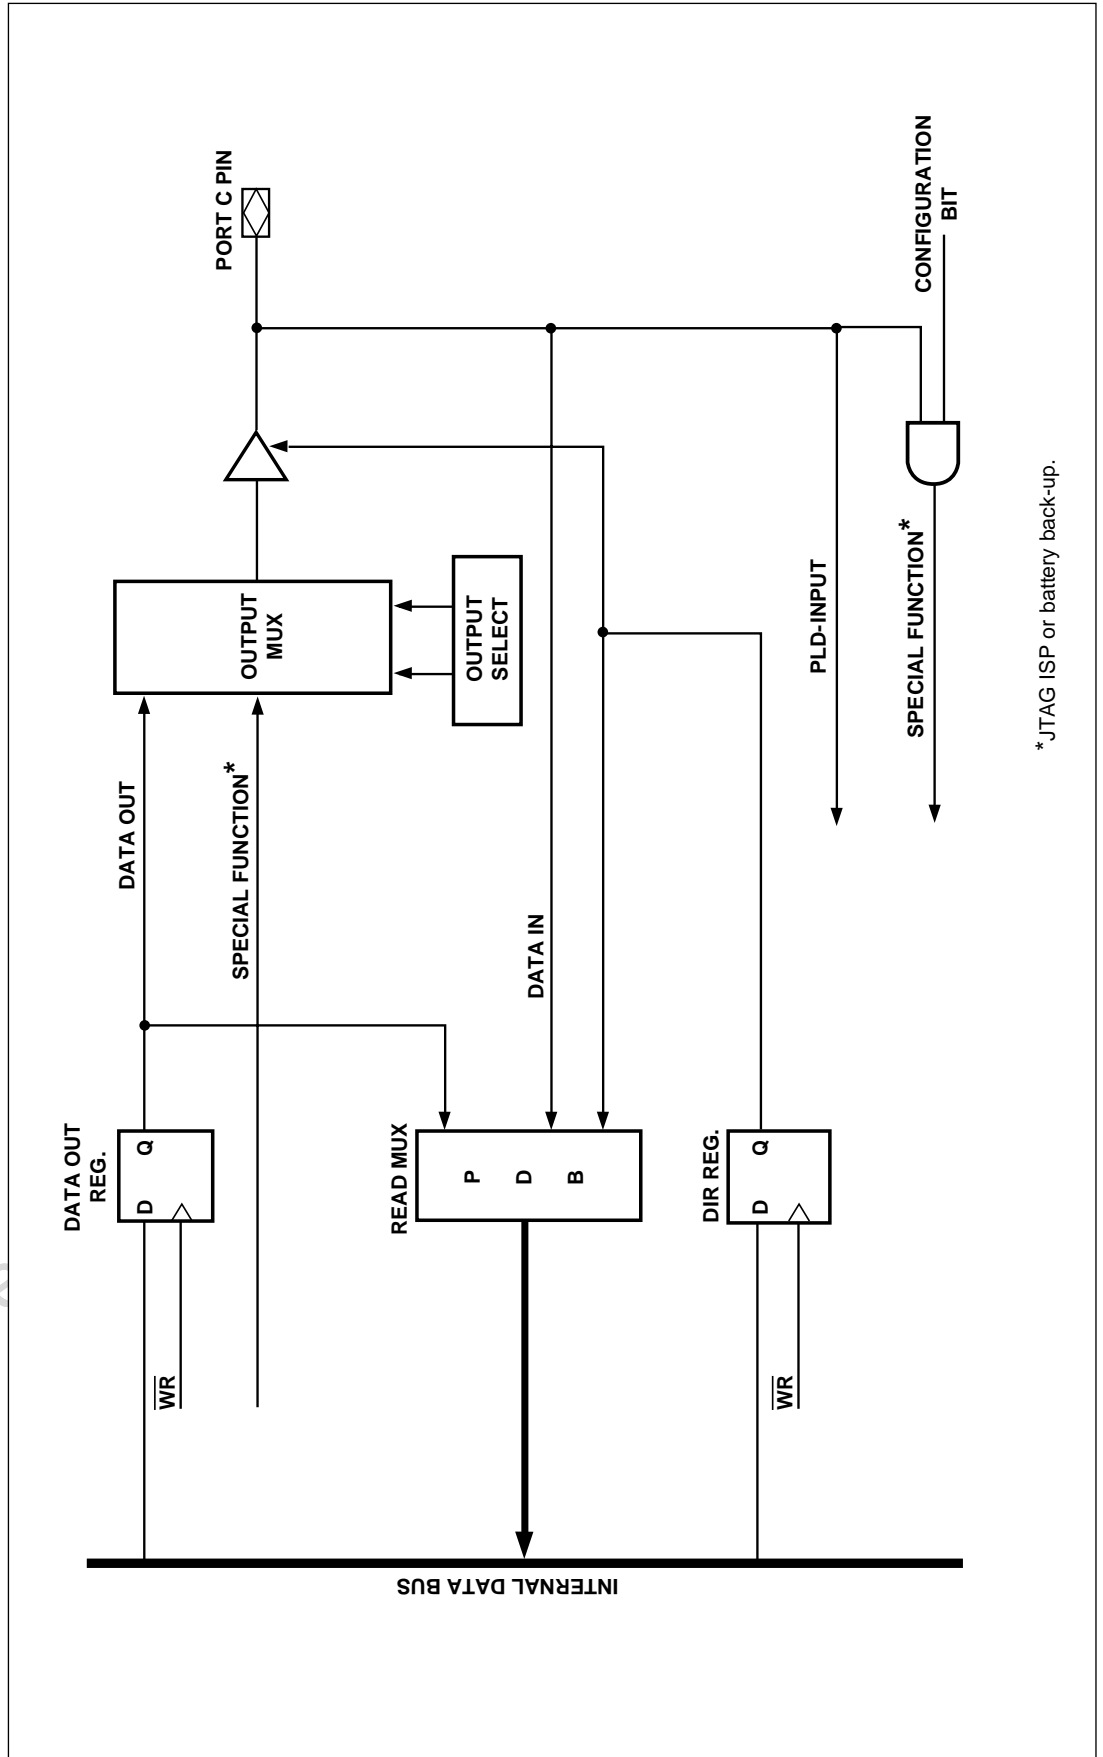 DATA OUT
REG.
D Q
WR
DATA OUT
SPECIAL FUNCTION*
OUTPUT
MUX
OUTPUT
SELECT
PORT C PIN
READ MUX
P
D
B
DATA IN
DIR REG.
D Q
WR
PLD-INPUT
SPECIAL FUNCTION*
CONFIGURATION
BIT
INTERNAL DATA BUS
*JTAG ISP or battery back-up.